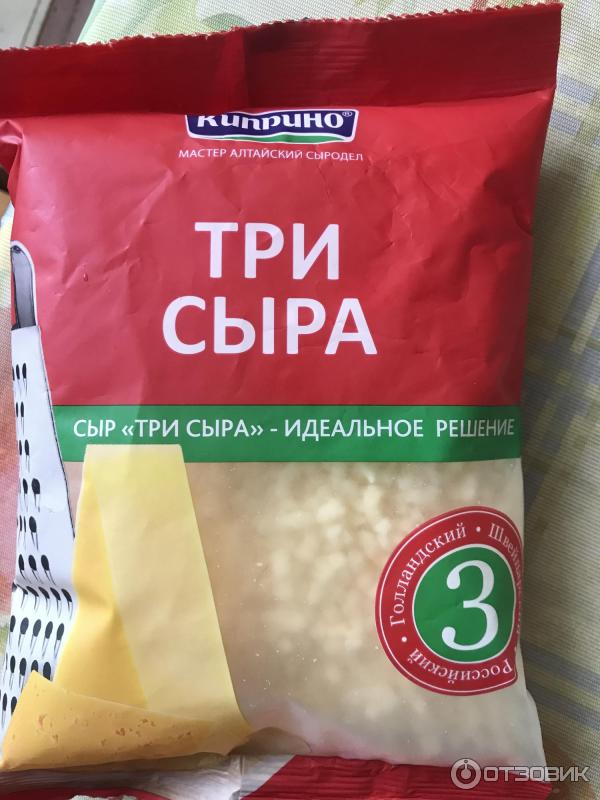 Киприно®
МАСТЕР АЛТАЙСКИЙ СЫРОДЕЛ
ТРИ
СЫРА
СЫР «ТРИ СЫРА» - ИДЕАЛЬНОЕ РЕШЕНИЕ
Голландский •
Российский
3
ОТЗОВИК